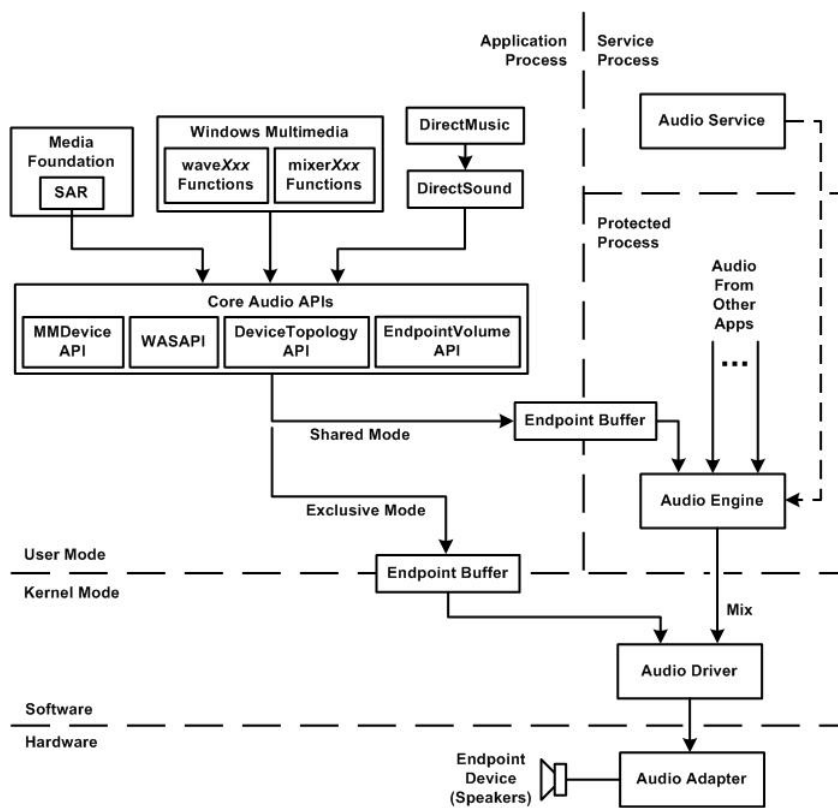 Application
Process
Service
Process
Audio Service
Media
Foundation
SAR
Windows Multimedia
waveXxx
Functions
mixerXxx
Functions
DirectMusic
DirectSound
Protected
Process
Audio
From
Other
Apps
...
Core Audio APIs
MMDevice
API
WASAPI
DeviceTopology
API
EndpointVolume
API
Shared Mode
Endpoint Buffer
Audio Engine
Exclusive Mode
User Mode
Kernel Mode
Endpoint Buffer
Mix
Audio Driver
Software
Hardware
Endpoint
Device
(Speakers)
Audio Adapter